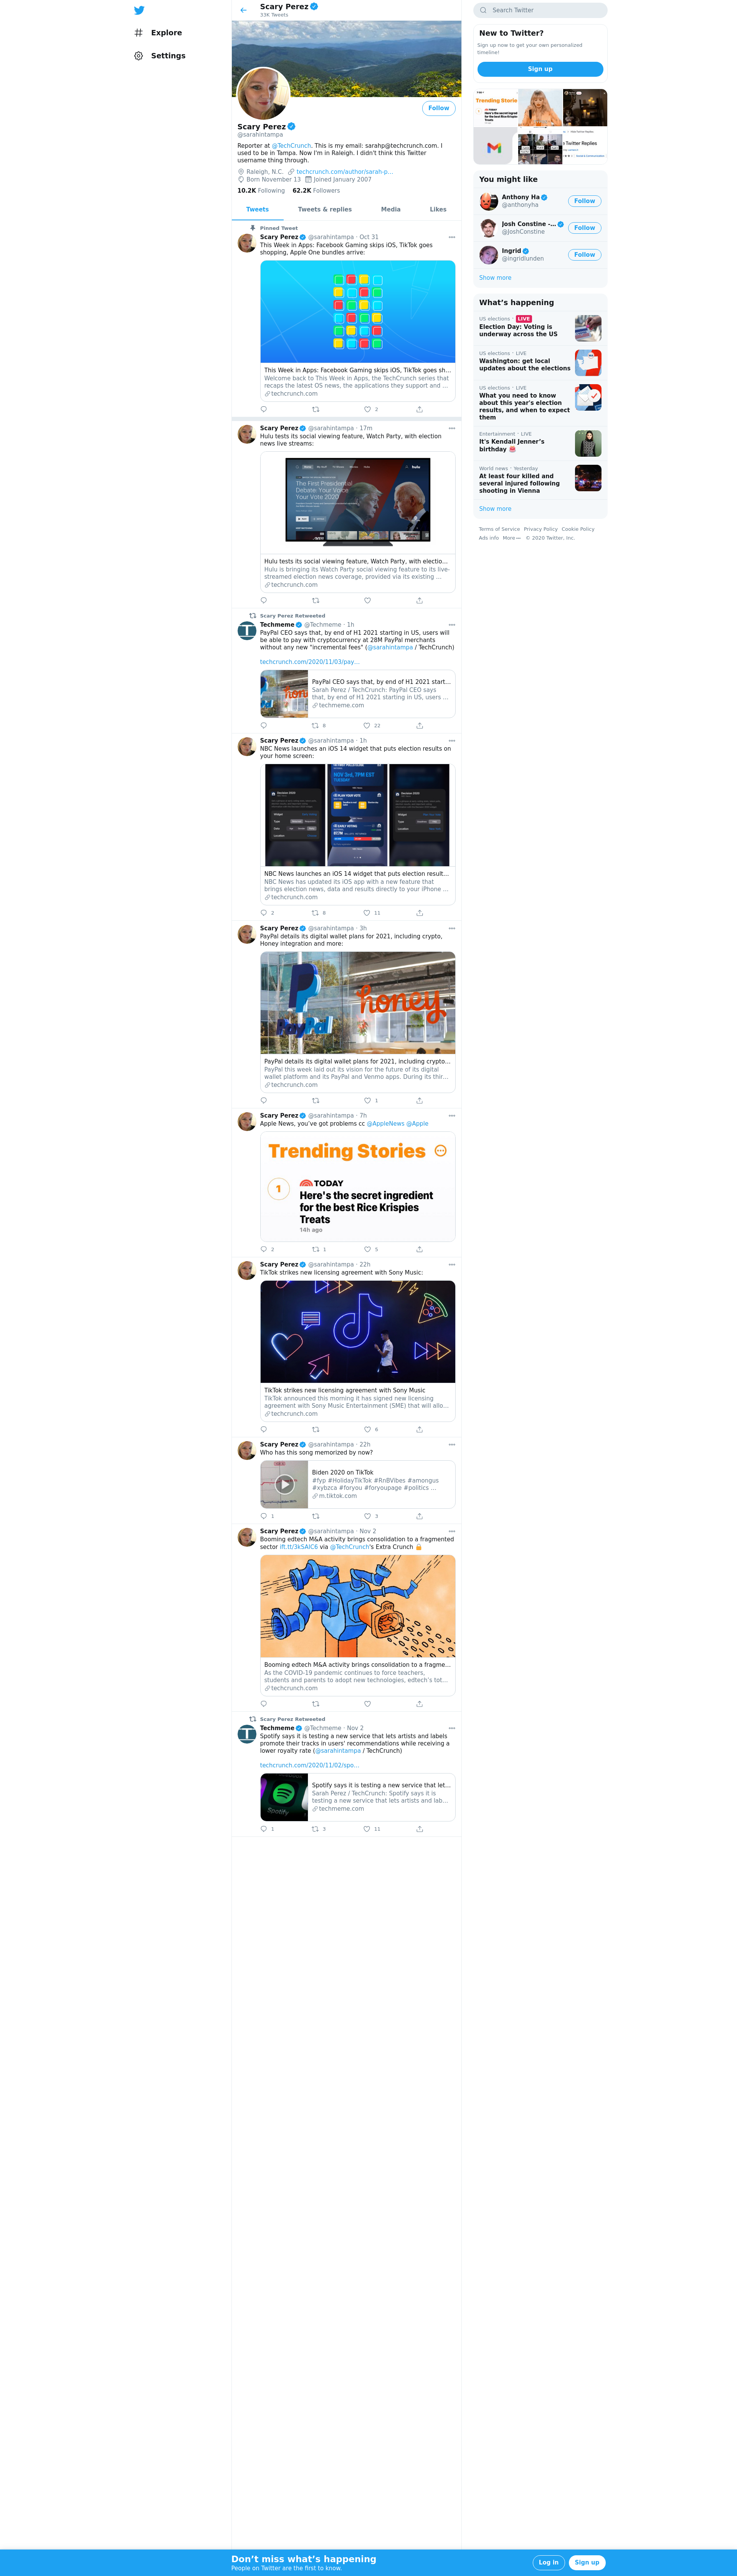 Explore
Settings
Scary Perez
33K Tweets
Follow
Scary Perez
@sarahintampa
Reporter at @TechCrunch. This is my email: sarahp@techcrunch.com. I
used to be in Tampa. Now I'm in Raleigh. I didn't think this Twitter
username thing through.
Raleigh, N.C. techcrunch.com/author/sarah-p…
Born November 13 Joined January 2007
10.2K Following 62.2K Followers
Tweets Tweets & replies Media Likes
Pinned Tweet
Scary Perez @sarahintampa · Oct 31
This Week in Apps: Facebook Gaming skips iOS, TikTok goes
shopping, Apple One bundles arrive:
This Week in Apps: Facebook Gaming skips iOS, TikTok goes sh…
Welcome back to This Week in Apps, the TechCrunch series that
recaps the latest OS news, the applications they support and …
techcrunch.com
2
Scary Perez @sarahintampa · 17m
Hulu tests its social viewing feature, Watch Party, with election
news live streams:
hulu
The First Presidential
Debate: Your Voice,
Your Vote 2020
Hulu tests its social viewing feature, Watch Party, with electio…
Hulu is bringing its Watch Party social viewing feature to its live-
streamed election news coverage, provided via its existing …
techcrunch.com
Scary Perez Retweeted
Techmeme @Techmeme · 1h
PayPal CEO says that, by end of H1 2021 starting in US, users will
be able to pay with cryptocurrency at 28M PayPal merchants
without any new "incremental fees" (@sarahintampa / TechCrunch)
techcrunch.com/2020/11/03/pay…
PayPal CEO says that, by end of H1 2021 start…
Sarah Perez / TechCrunch: PayPal CEO says
that, by end of H1 2021 starting in US, users …
techmeme.com
8 22
Scary Perez @sarahintampa · 1h
NBC News launches an iOS 14 widget that puts election results on
your home screen:
NOV 3rd, 7PM EST
TUESDAY
PLAN YOUR VOTE
EARLY VOTING
NBC News launches an iOS 14 widget that puts election result…
NBC News has updated its iOS app with a new feature that
brings election news, data and results directly to your iPhone …
techcrunch.com
2 8 11
Scary Perez @sarahintampa · 3h
PayPal details its digital wallet plans for 2021, including crypto,
Honey integration and more:
PayPal
honey
PayPal details its digital wallet plans for 2021, including crypto…
PayPal this week laid out its vision for the future of its digital
wallet platform and its PayPal and Venmo apps. During its thir…
techcrunch.com
1
Scary Perez @sarahintampa · 7h
Apple News, you've got problems cc @AppleNews @Apple
Trending Stories
1
TODAY
Here's the secret ingredient
for the best Rice Krispies
Treats
14h ago
2 1 5
Scary Perez @sarahintampa · 22h
TikTok strikes new licensing agreement with Sony Music:
TikTok strikes new licensing agreement with Sony Music
TikTok announced this morning it has signed new licensing
agreement with Sony Music Entertainment (SME) that will allo…
techcrunch.com
6
Scary Perez @sarahintampa · 22h
Who has this song memorized by now?
Biden 2020 on TikTok
#fyp #HolidayTikTok #RnBVibes #amongus
#xybzca #foryou #foryoupage #politics …
m.tiktok.com
1 3
Scary Perez @sarahintampa · Nov 2
Booming edtech M&A activity brings consolidation to a fragmented
sector ift.tt/3kSAIC6 via @TechCrunch's Extra Crunch
Booming edtech M&A activity brings consolidation to a fragme…
As the COVID-19 pandemic continues to force teachers,
students and parents to adopt new technologies, edtech's tot…
techcrunch.com
Scary Perez Retweeted
Techmeme @Techmeme · Nov 2
Spotify says it is testing a new service that lets artists and labels
promote their tracks in users' recommendations while receiving a
lower royalty rate (@sarahintampa / TechCrunch)
techcrunch.com/2020/11/02/spo…
Spotify
Spotify says it is testing a new service that let…
Sarah Perez / TechCrunch: Spotify says it is
testing a new service that lets artists and lab…
techmeme.com
1 3 11
Search Twitter
New to Twitter?
Sign up now to get your own personalized
timeline!
Sign up
Trending Storie
Twitter Replies
You might like
Anthony Ha
@anthonyha
Follow
Josh Constine -…
@JoshConstine
Follow
Ingrid
@ingridlunden
Follow
Show more
What's happening
US elections · LIVE
Election Day: Voting is
underway across the US
US elections · LIVE
Washington: get local
updates about the elections
US elections · LIVE
What you need to know
about this year's election
results, and when to expect
them
Entertainment · LIVE
It's Kendall Jenner's
birthday
World news · Yesterday
At least four killed and
several injured following
shooting in Vienna
Show more
Terms of Service Privacy Policy Cookie Policy
Ads info More © 2020 Twitter, Inc.
Don't miss what's happening
People on Twitter are the first to know.
Log in
Sign up